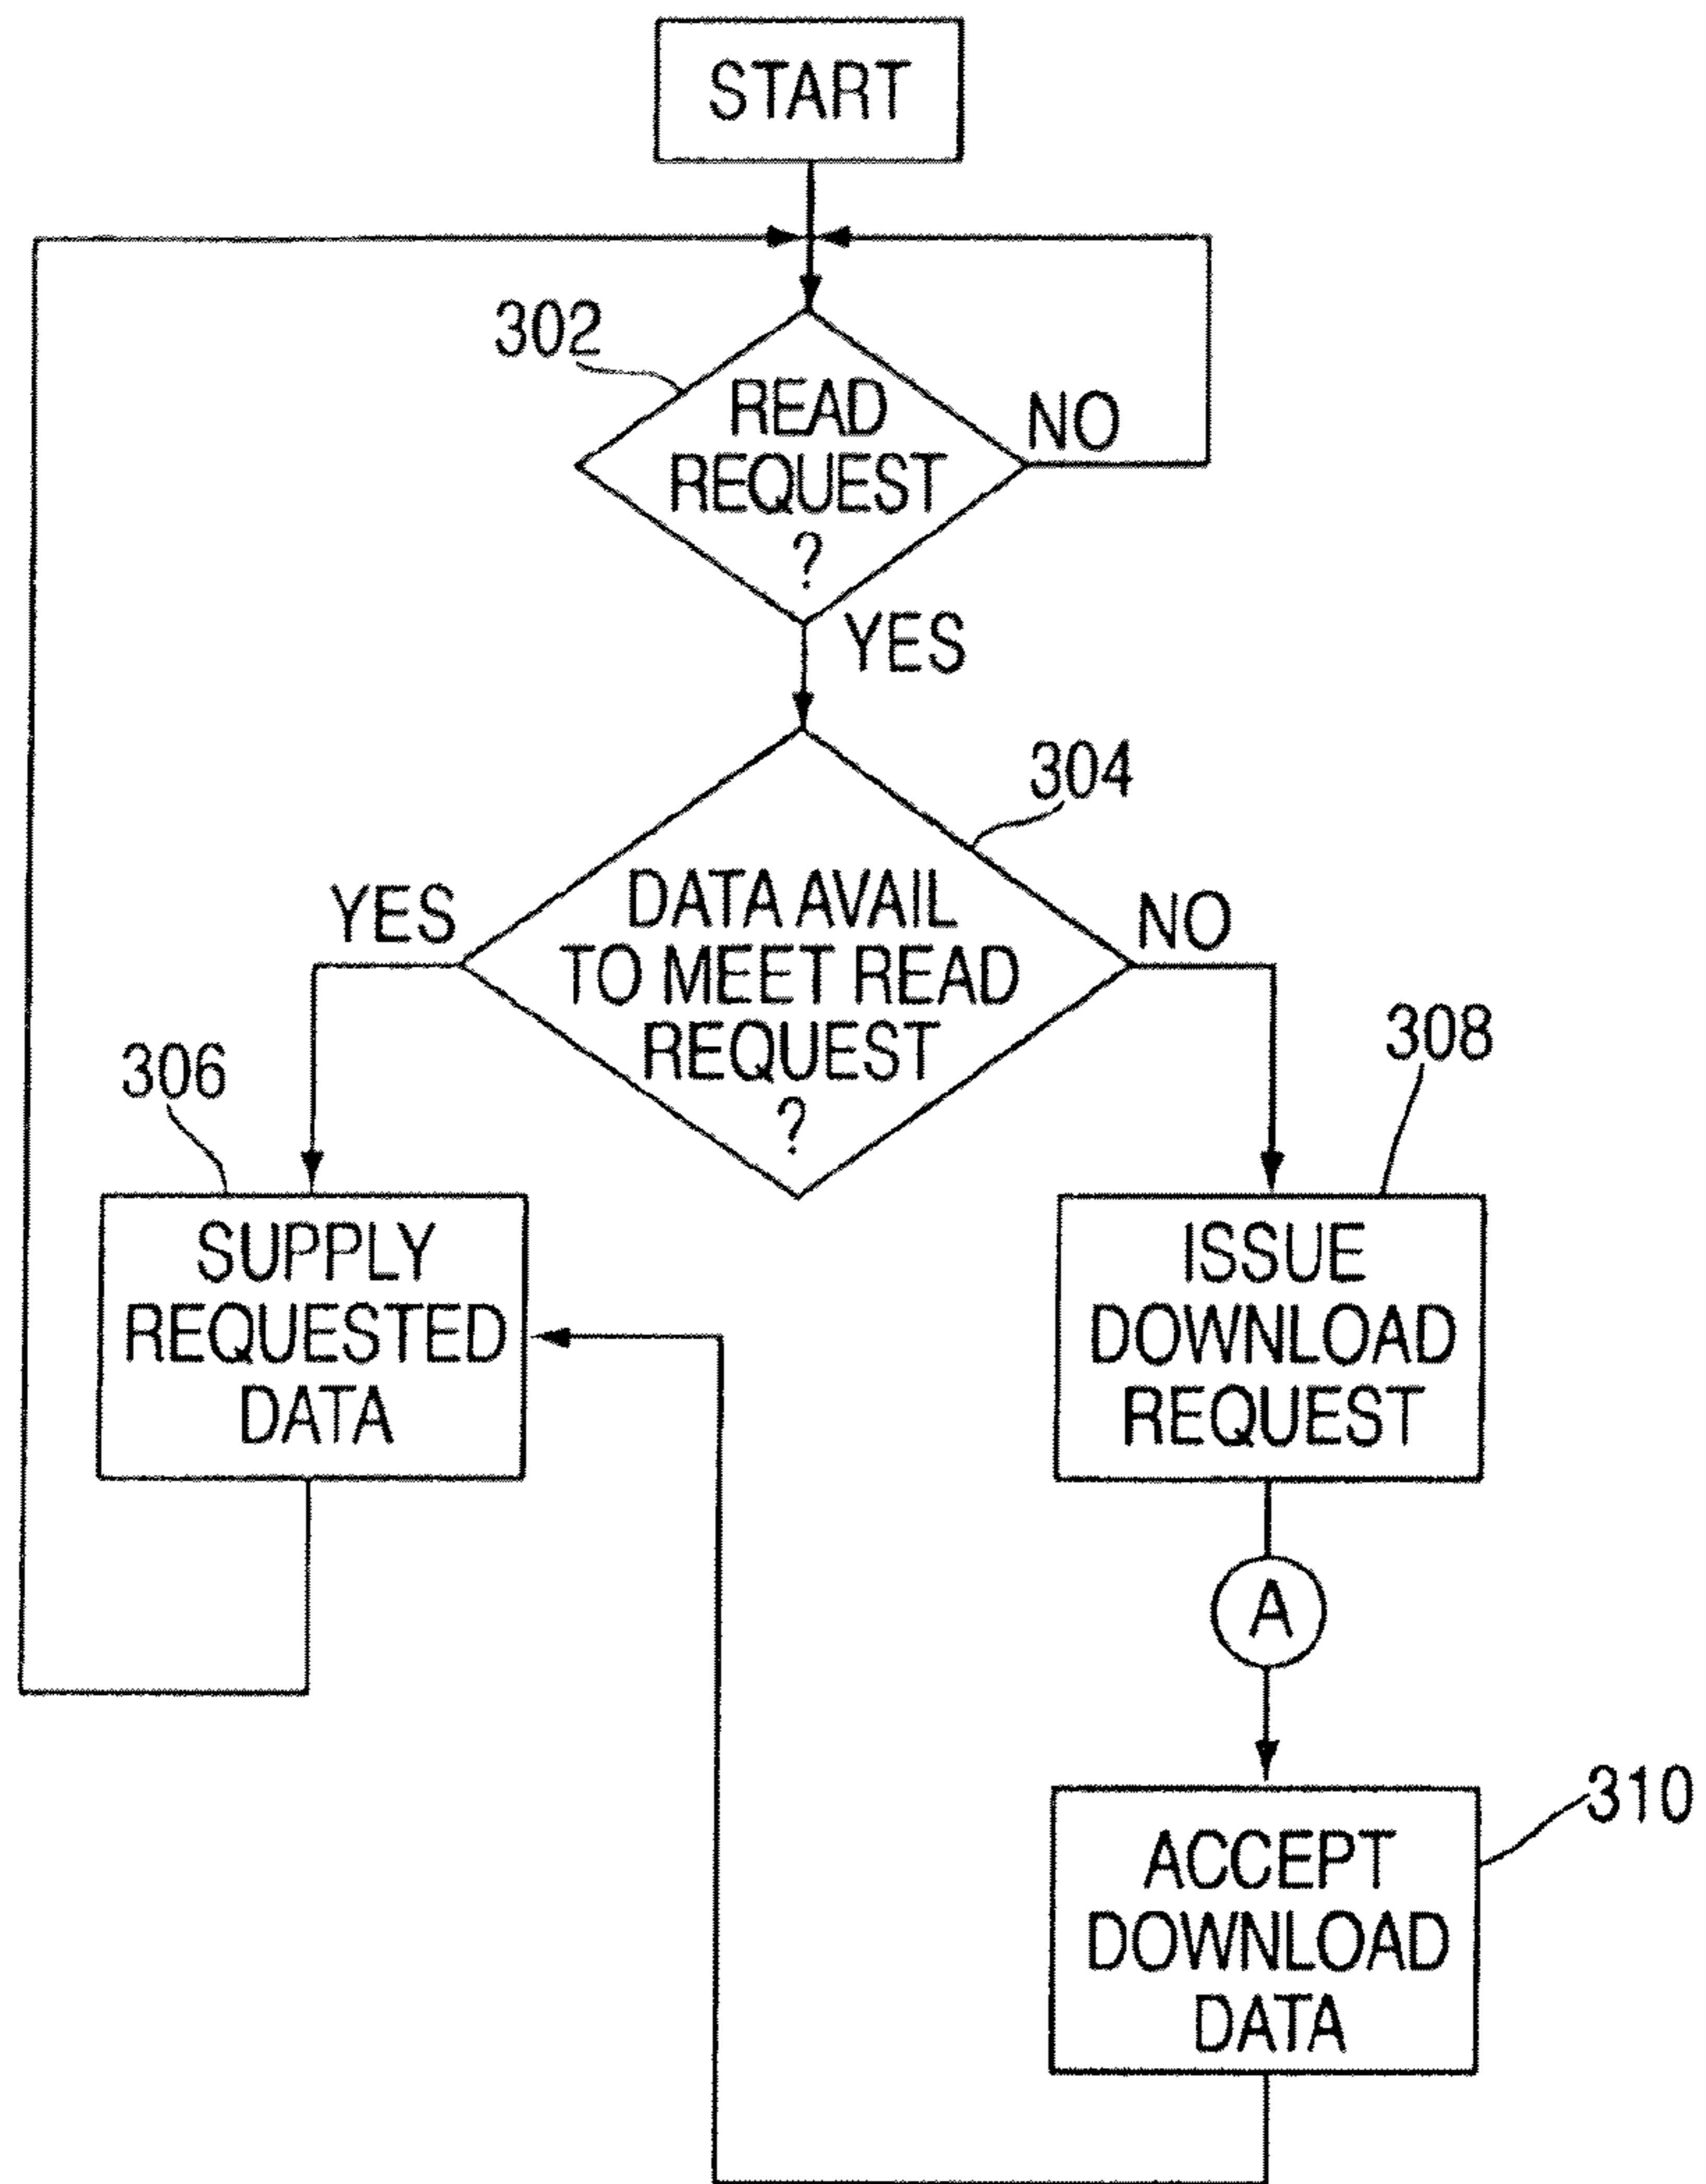 START
302
READ
REQUEST
?
NO
YES
304
DATA AVAIL
TO MEET READ
REQUEST
?
YES
NO
306
SUPPLY
REQUESTED
DATA
308
ISSUE
DOWNLOAD
REQUEST
A
310
ACCEPT
DOWNLOAD
DATA